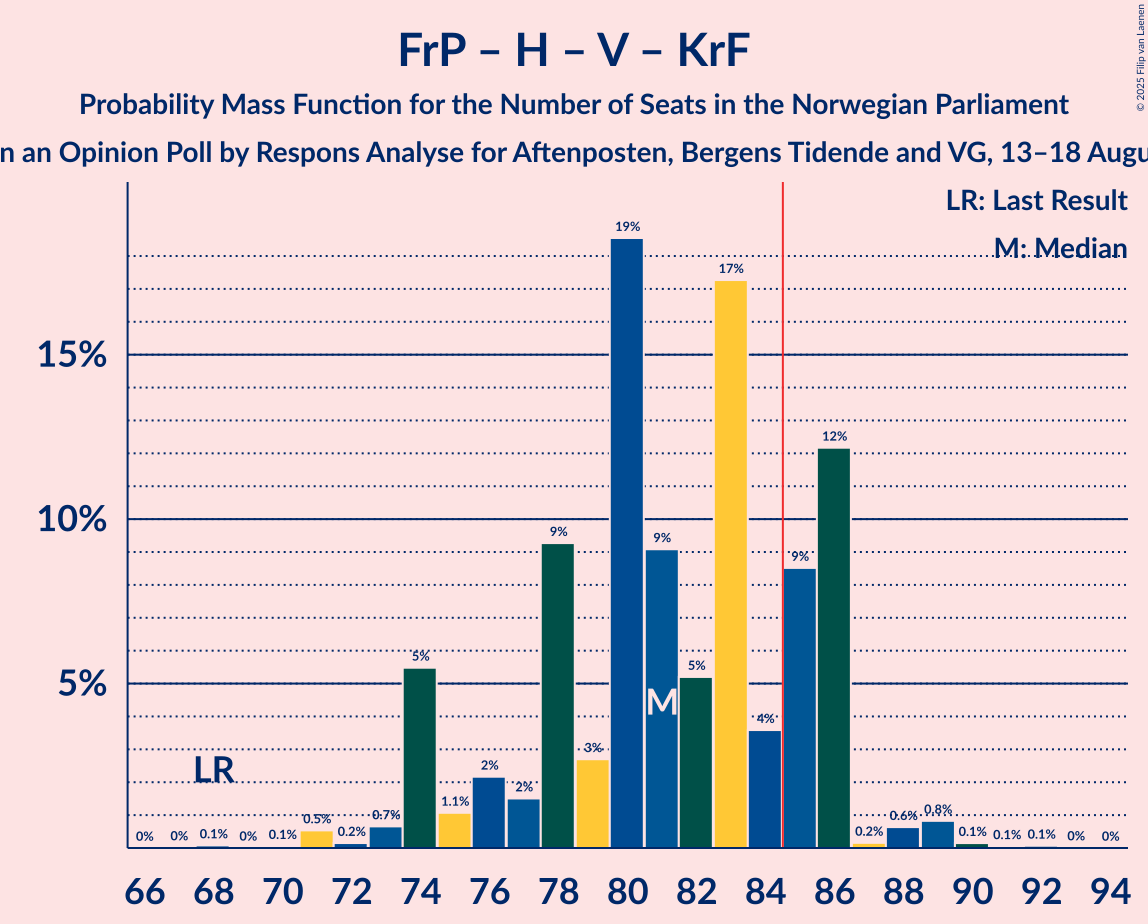 FrP – H – V – KrF
Probability Mass Function for the Number of Seats in the Norwegian Parliament
an Opinion Poll by Respons Analyse for Aftenposten, Bergens Tidende and VG, 13–18
© 2025 Filip van Laenen
LR: Last Result
M: Median
19%
17%
15%
12%
10%
9%
9%
9%
5%
5%
5%
M
4%
3%
LR
2%
2%
1.1%
0.5%
0.7%
0.6%
0.8%
0% 0% 0.1% 0% 0.1% 0.2% 0.2% 0.1% 0.1% 0.1% 0% 0%
66 68 70 72 74 76 78 80 82 84 86 88 90 92 94